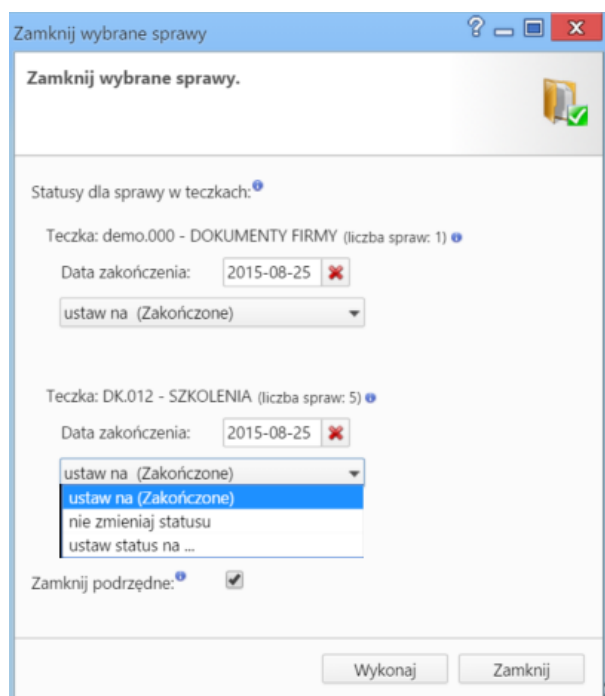 Zamknij wybrane sprawy
Zamknij wybrane sprawy.
Statusy dla sprawy w teczkach:
Teczka: demo.000 - DOKUMENTY FIRMY (liczba spraw: 1)
Data zakończenia: 2015-08-25
ustaw na (Zakończone)
Teczka: DK.012 - SZKOLENIA (liczba spraw: 5)
Data zakończenia: 2015-08-25
ustaw na (Zakończone)
ustaw na (Zakończone)
nie zmieniaj statusu
ustaw status na ...
Zamknij podrzędne:
Wykonaj Zamknij